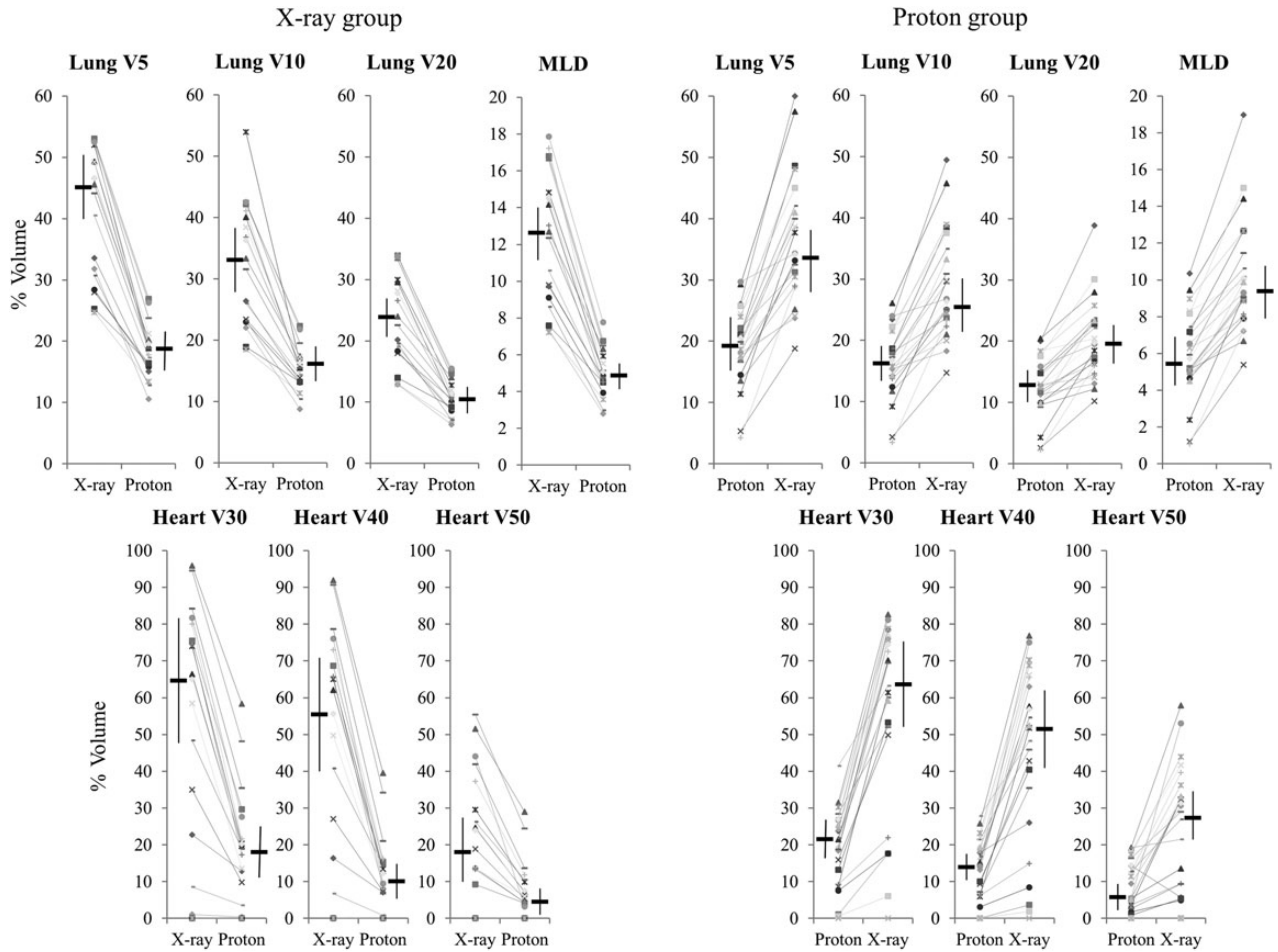 X-ray group Proton group
Lung V5 Lung V10 Lung V20 MLD Lung V5 Lung V10 Lung V20 MLD
60 60 60 20 60 60 60 20
18 18
50 50 50 16 50 50 50 16
14 14
40 40 40 12 40 40 40 12
30 30 30 10 30 30 30 10
8 8
20 20 20 6 20 20 20 6
10 10 10 4 10 10 10 4
2 2
0 0 0 0 0 0 0 0
% Volume
X-ray Proton X-ray Proton X-ray Proton X-ray Proton Proton X-ray Proton X-ray Proton X-ray Proton X-ray
Heart V30 Heart V40 Heart V50 Heart V30 Heart V40 Heart V50
100 100 100 100 100 100
90 90 90 90 90 90
80 80 80 80 80 80
70 70 70 70 70 70
60 60 60 60 60 60
50 50 50 50 50 50
40 40 40 40 40 40
30 30 30 30 30 30
20 20 20 20 20 20
10 10 10 10 10 10
0 0 0 0 0 0
% Volume
X-ray Proton X-ray Proton X-ray Proton Proton X-ray Proton X-ray Proton X-ray